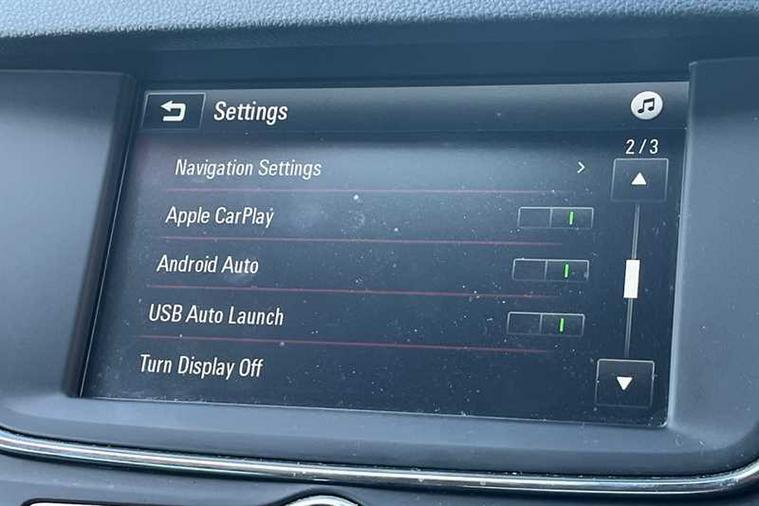 Settings
2/3
Navigation Settings
Apple CarPlay
Android Auto
USB Auto Launch
Turn Display Off